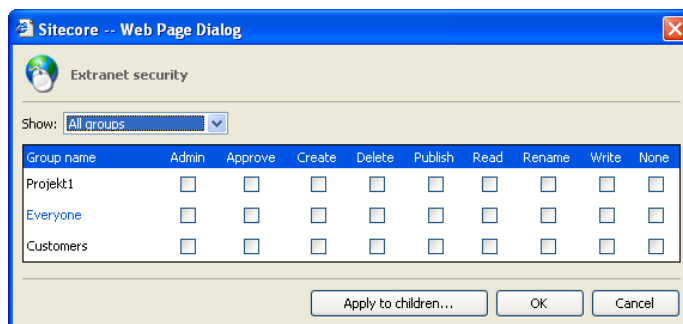 Sitecore -- Web Page Dialog
Extranet security
Show: All groups
Group name Admin Approve Create Delete Publish Read Rename Write None
Projekt1
Everyone
Customers
Apply to children... OK Cancel